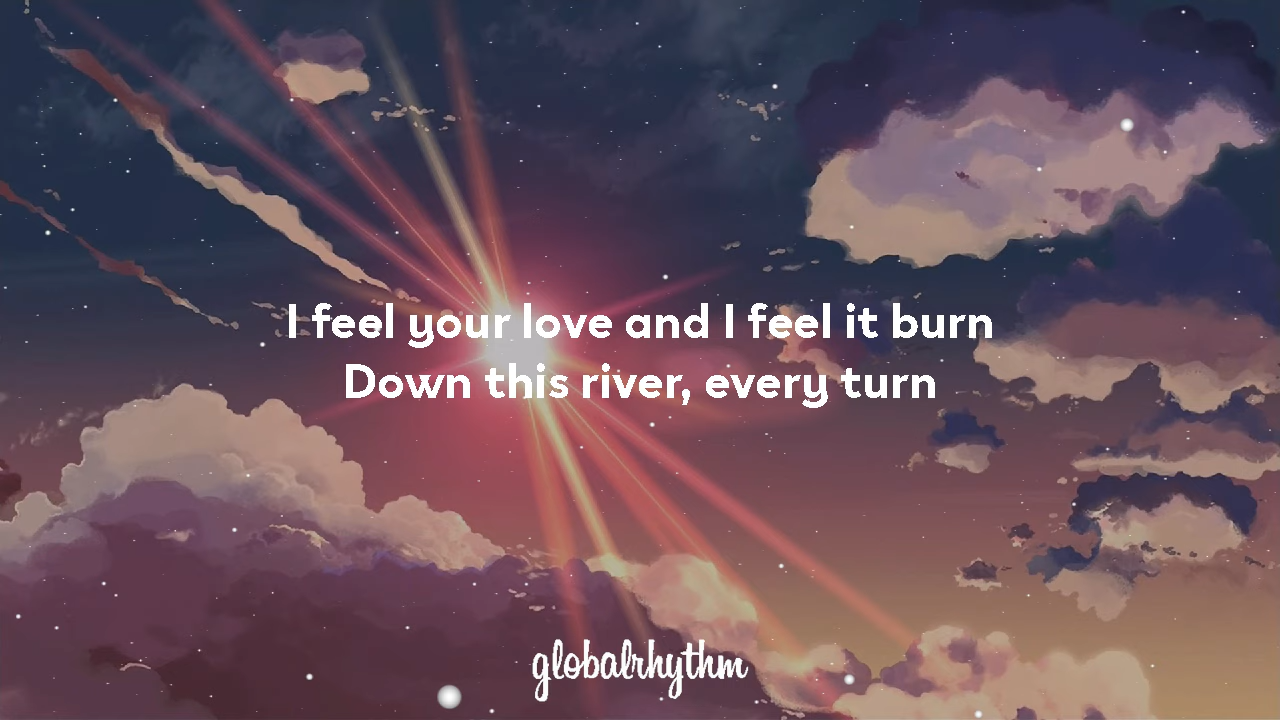 I feel your love and I feel it burn
Down this river, every turn
globalrhythm